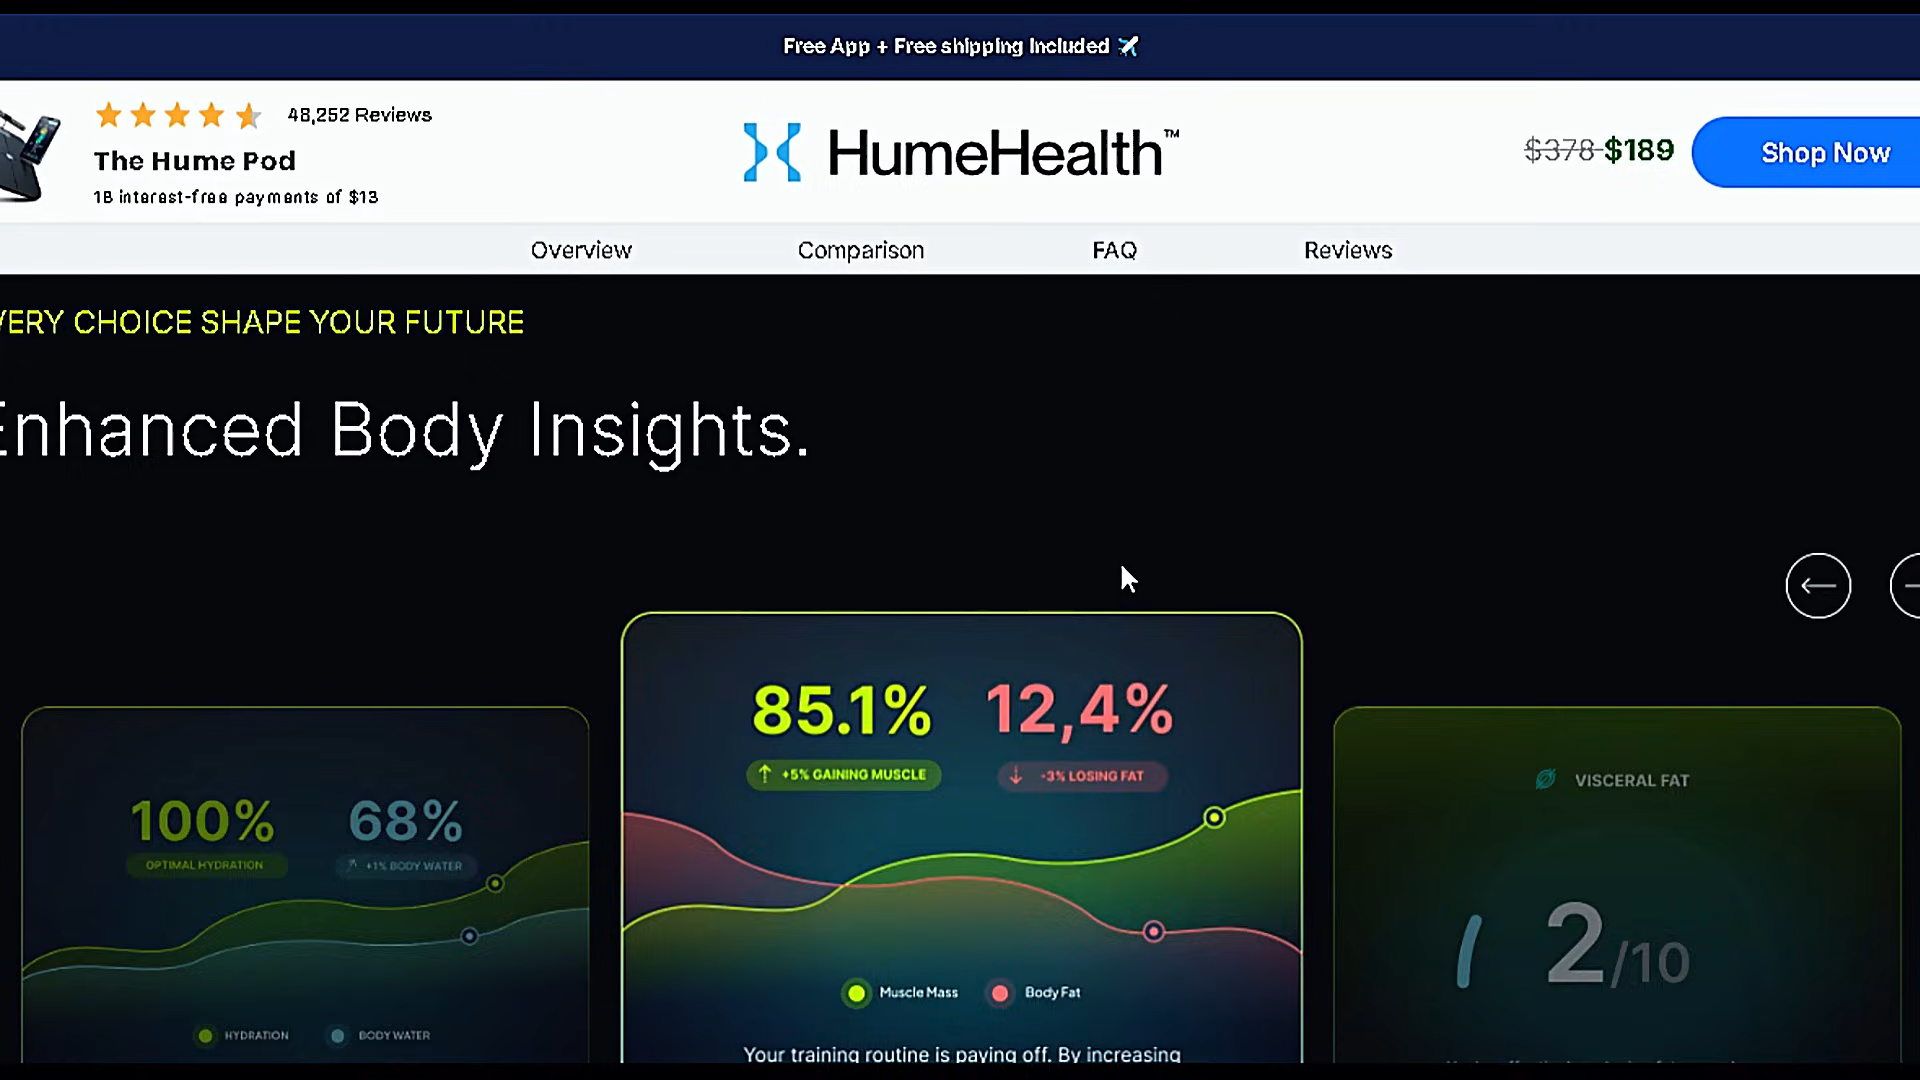 Free App + Free shipping Included ✈️
48,252 Reviews
The Hume Pod
18 interest-free payments of $13
HumeHealth™
$378 $189
Shop Now
Overview
Comparison
FAQ
Reviews
VERY CHOICE SHAPE YOUR FUTURE
Enhanced Body Insights.
100%
68%
OPTIMAL HYDRATION
+1% BODY WATER
HYDRATION
BODY WATER
85.1%
12,4%
+5% GAINING MUSCLE
-3% LOSING FAT
Muscle Mass
Body Fat
Your training routine is paying off. By increasing
VISCERAL FAT
2/10